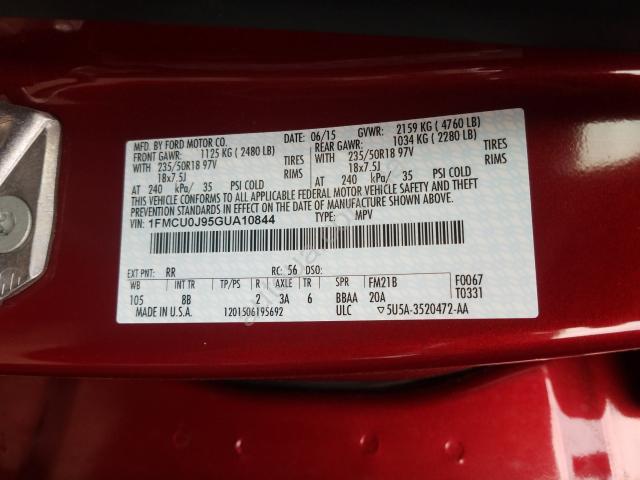 MFD. BY FORD MOTOR CO. DATE: 06/15 GVWR: 2159 KG ( 4760 LB)
FRONT GAWR: 1125 KG ( 2480 LB) REAR GAWR: 1034 KG ( 2280 LB)
WITH 235/50R18 97V TIRES WITH 235/50R18 97V TIRES
18x7.5J RIMS 18x7.5J RIMS
AT 240 kPa/ 35 PSI COLD AT 240 kPa/ 35 PSI COLD
THIS VEHICLE CONFORMS TO ALL APPLICABLE FEDERAL MOTOR VEHICLE SAFETY AND THEFT
PREVENTION STANDARDS IN EFFECT ON THE DATE OF MANUFACTURE SHOWN ABOVE.
VIN: 1FMCU0J95GUA10844 TYPE: MPV
EXT PNT: RR RC: 56 DSO:
WB TP/PS R AXLE TR SPR FM21B F0067
105 8B 2 3A 6 BBAA 20A T0331
MADE IN U.S.A. 1201506195692 ULC ▽5U5A-3520472-AA